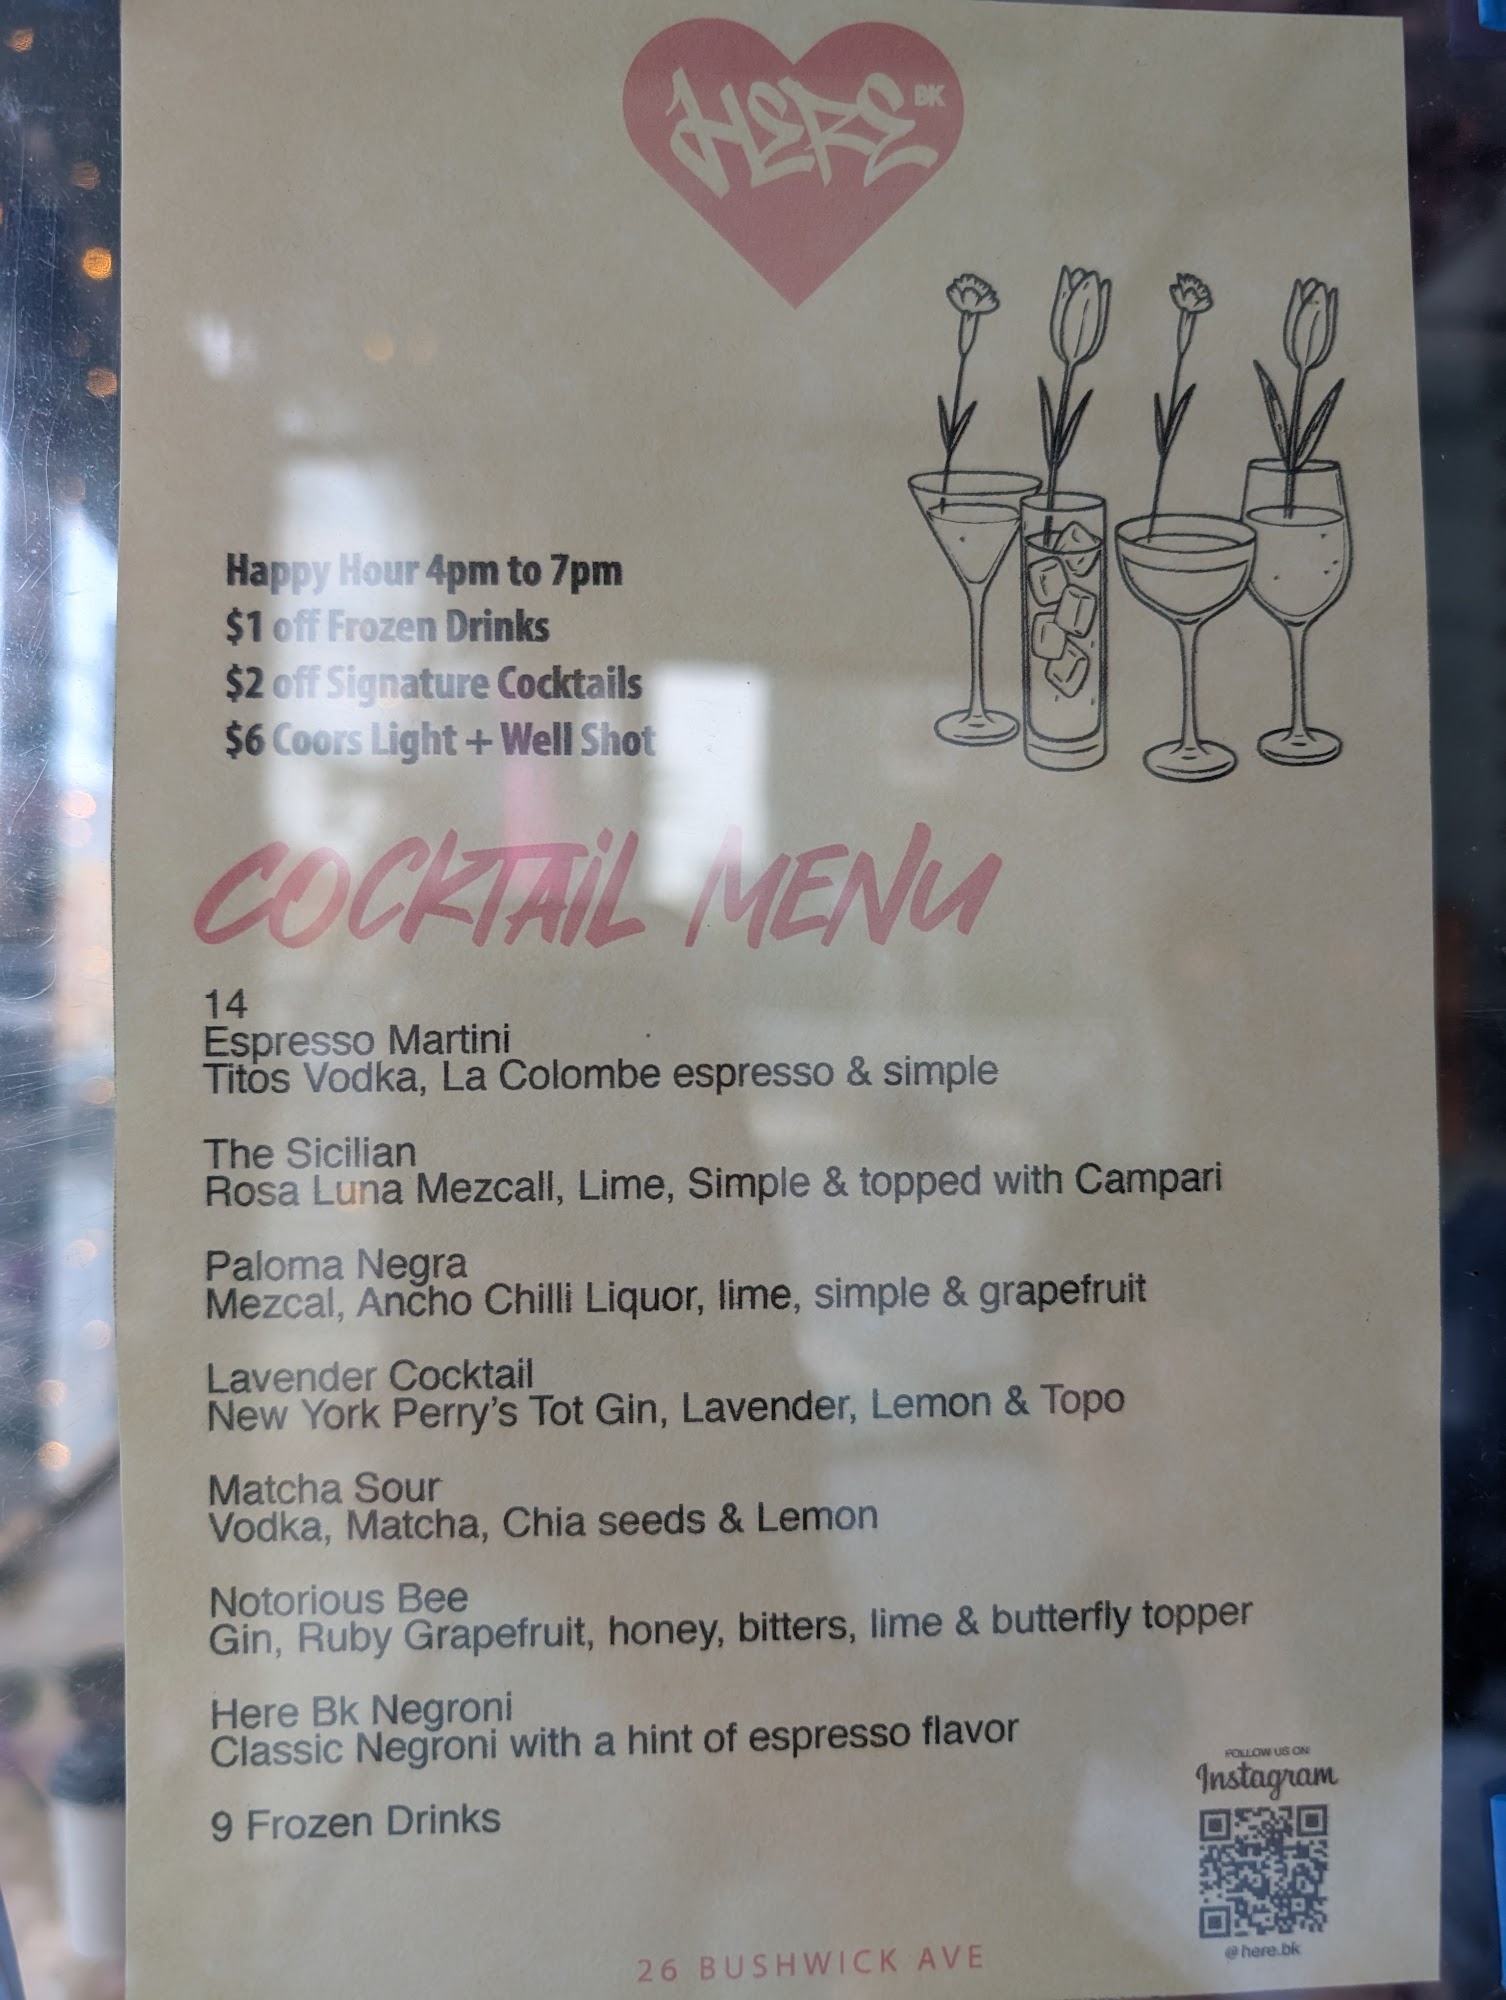 HERE BK
Happy Hour 4pm to 7pm
$1 off Frozen Drinks
$2 off Signature Cocktails
$6 Coors Light + Well Shot
COCKTAIL MENU
14
Espresso Martini
Titos Vodka, La Colombe espresso & simple
The Sicilian
Rosa Luna Mezcall, Lime, Simple & topped with Campari
Paloma Negra
Mezcal, Ancho Chilli Liquor, lime, simple & grapefruit
Lavender Cocktail
New York Perry's Tot Gin, Lavender, Lemon & Topo
Matcha Sour
Vodka, Matcha, Chia seeds & Lemon
Notorious Bee
Gin, Ruby Grapefruit, honey, bitters, lime & butterfly topper
Here Bk Negroni
Classic Negroni with a hint of espresso flavor
9 Frozen Drinks
FOLLOW US ON:
Instagram
@here.bk
26 BUSHWICK AVE